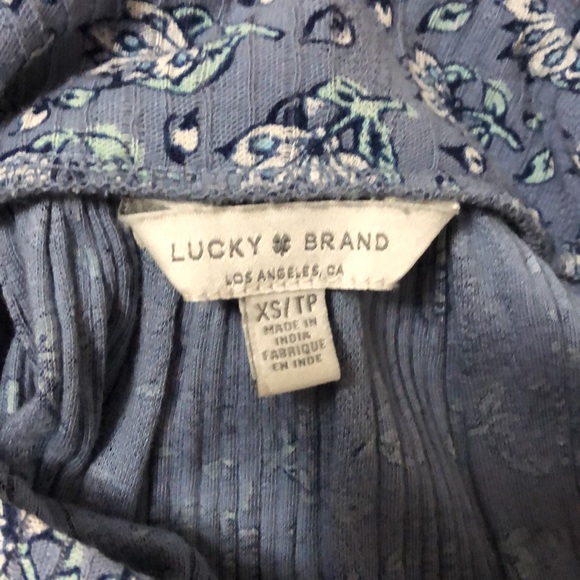 LUCKY BRAND
LOS ANGELES, CA
XS/TP
MADE IN
INDIA
FABRIQUE
EN INDE